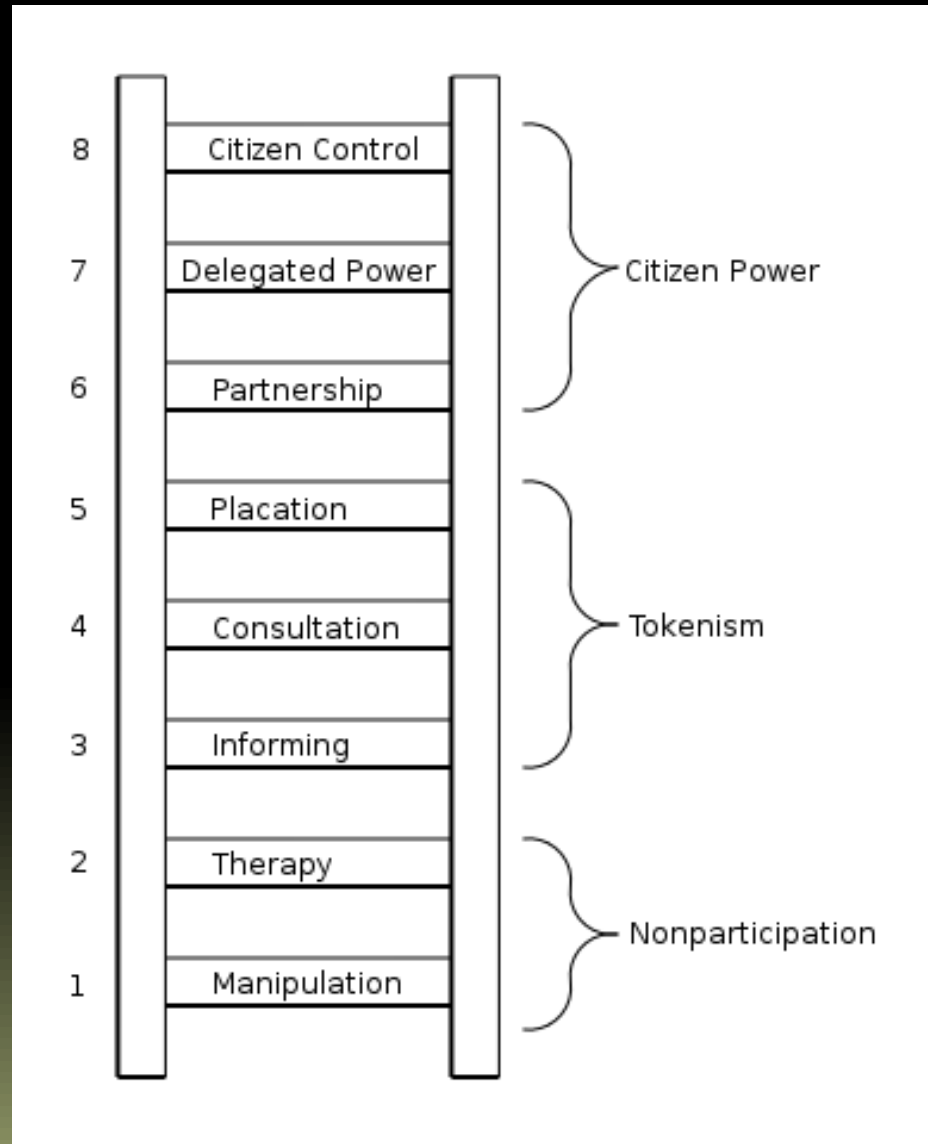 8 Citizen Control
7 Delegated Power
Citizen Power
6 Partnership
5 Placation
4 Consultation
Tokenism
3 Informing
2 Therapy
Nonparticipation
1 Manipulation